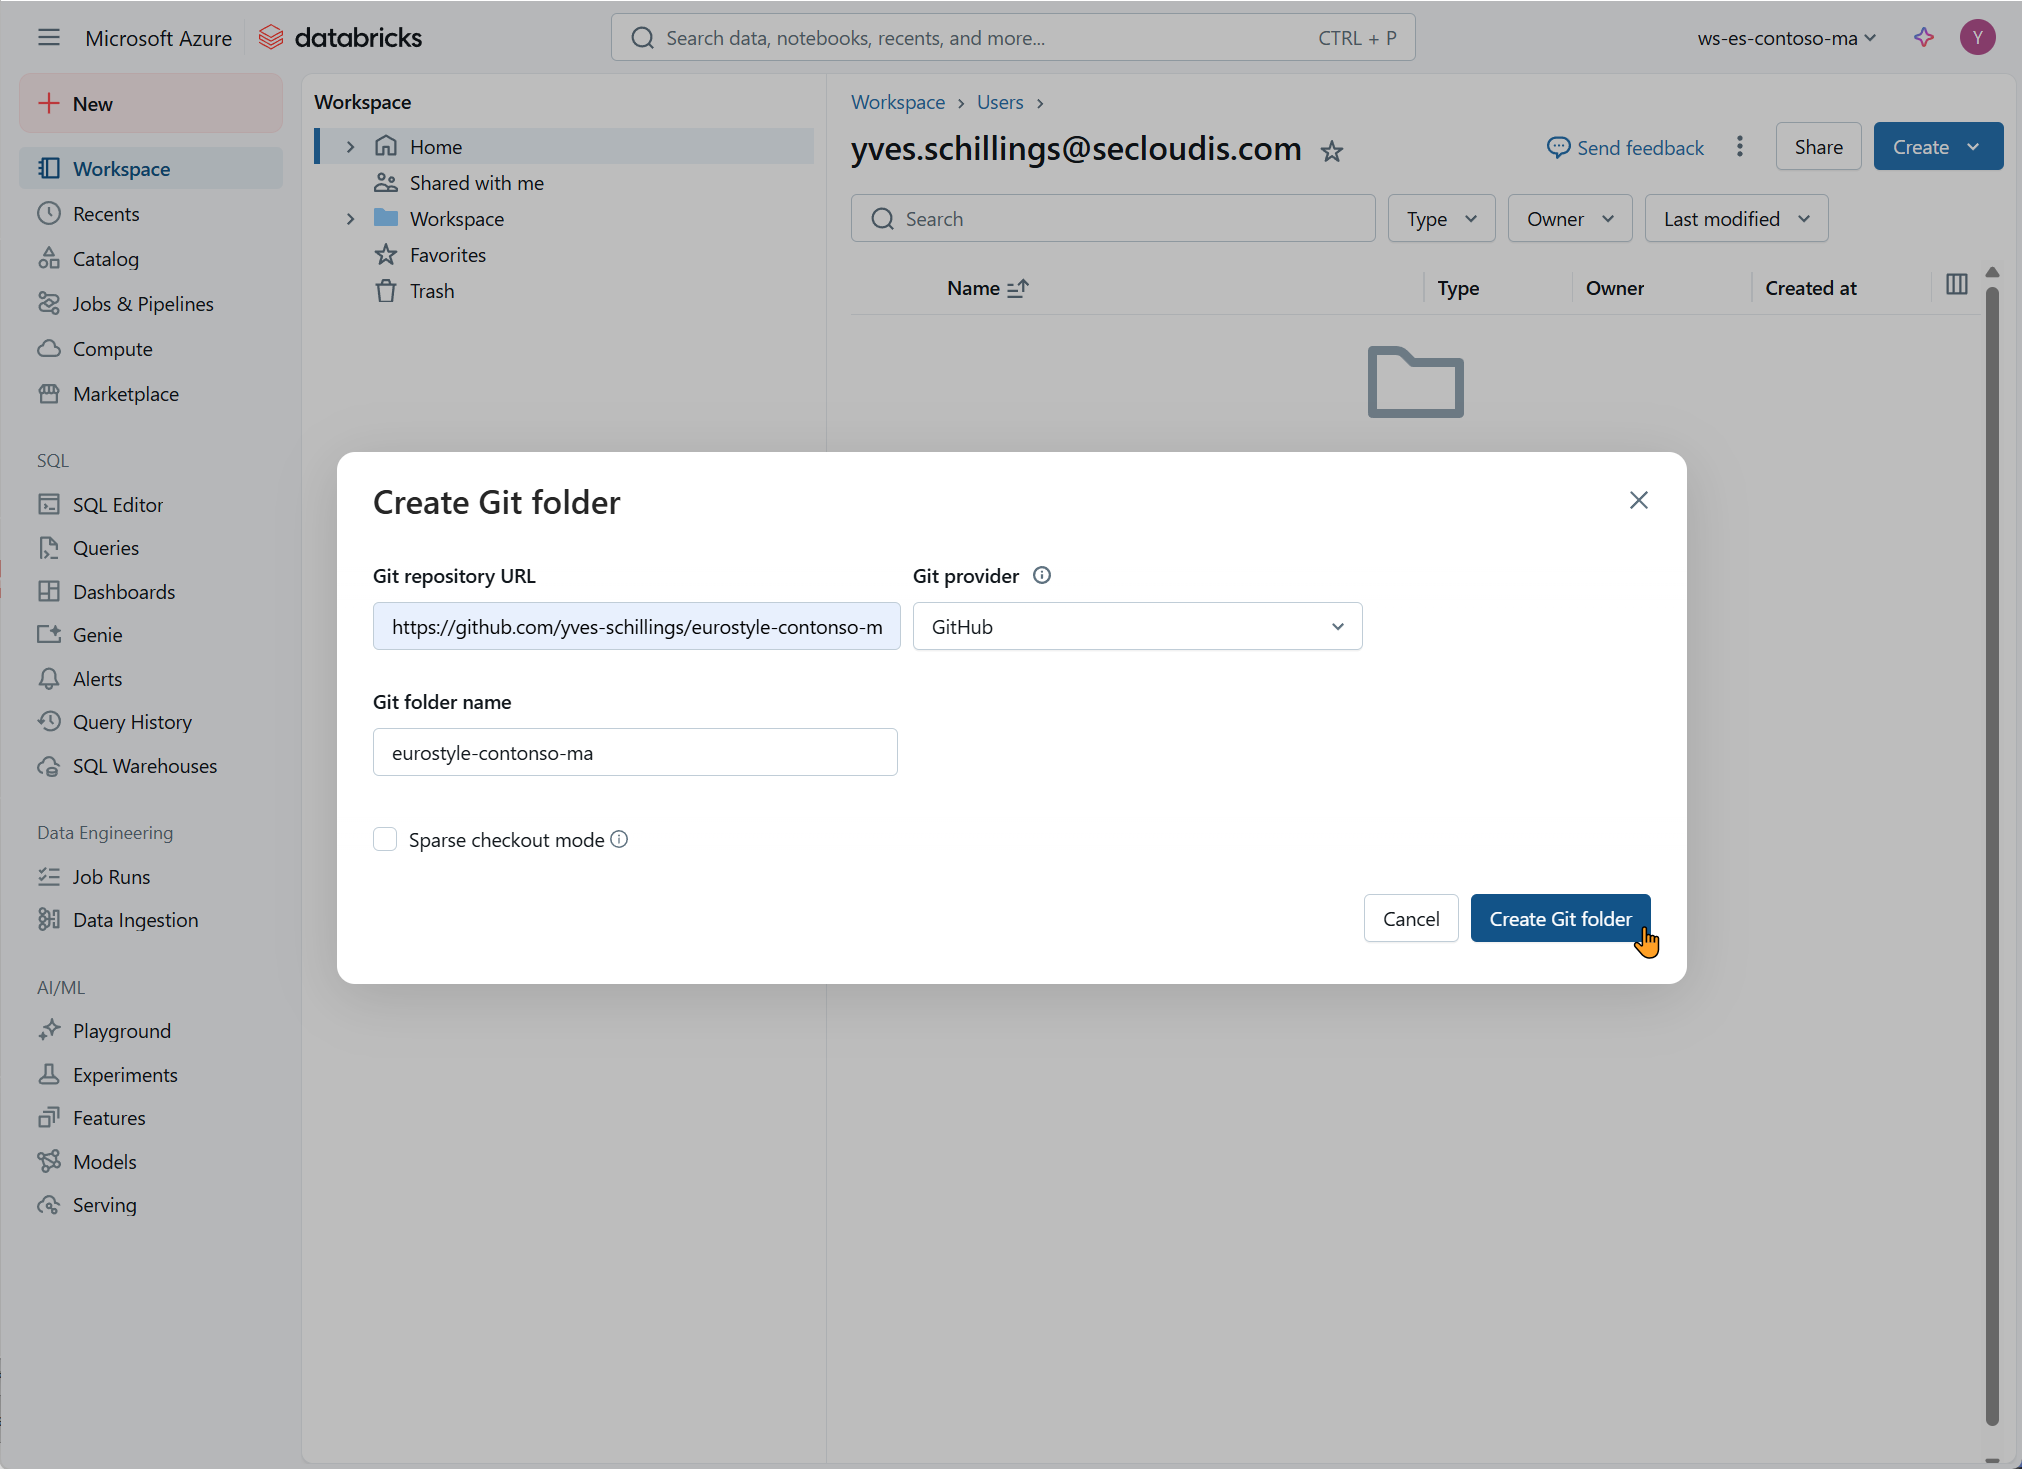 Microsoft Azure databricks
Search data, notebooks, recents, and more... CTRL + P
ws-es-contoso-ma
Y
New
Workspace
Recents
Catalog
Jobs & Pipelines
Compute
Marketplace
SQL
SQL Editor
Queries
Dashboards
Genie
Alerts
Query History
SQL Warehouses
Data Engineering
Job Runs
Data Ingestion
AI/ML
Playground
Experiments
Features
Models
Serving
Workspace
Home
Shared with me
Workspace
Favorites
Trash
Workspace > Users >
yves.schillings@secloudis.com
Send feedback
Share
Create
Search
Type
Owner
Last modified
Name Type Owner Created at
Create Git folder
Git repository URL Git provider
https://github.com/yves-schillings/eurostyle-contonso-m GitHub
Git folder name
eurostyle-contonso-ma
Sparse checkout mode
Cancel Create Git folder